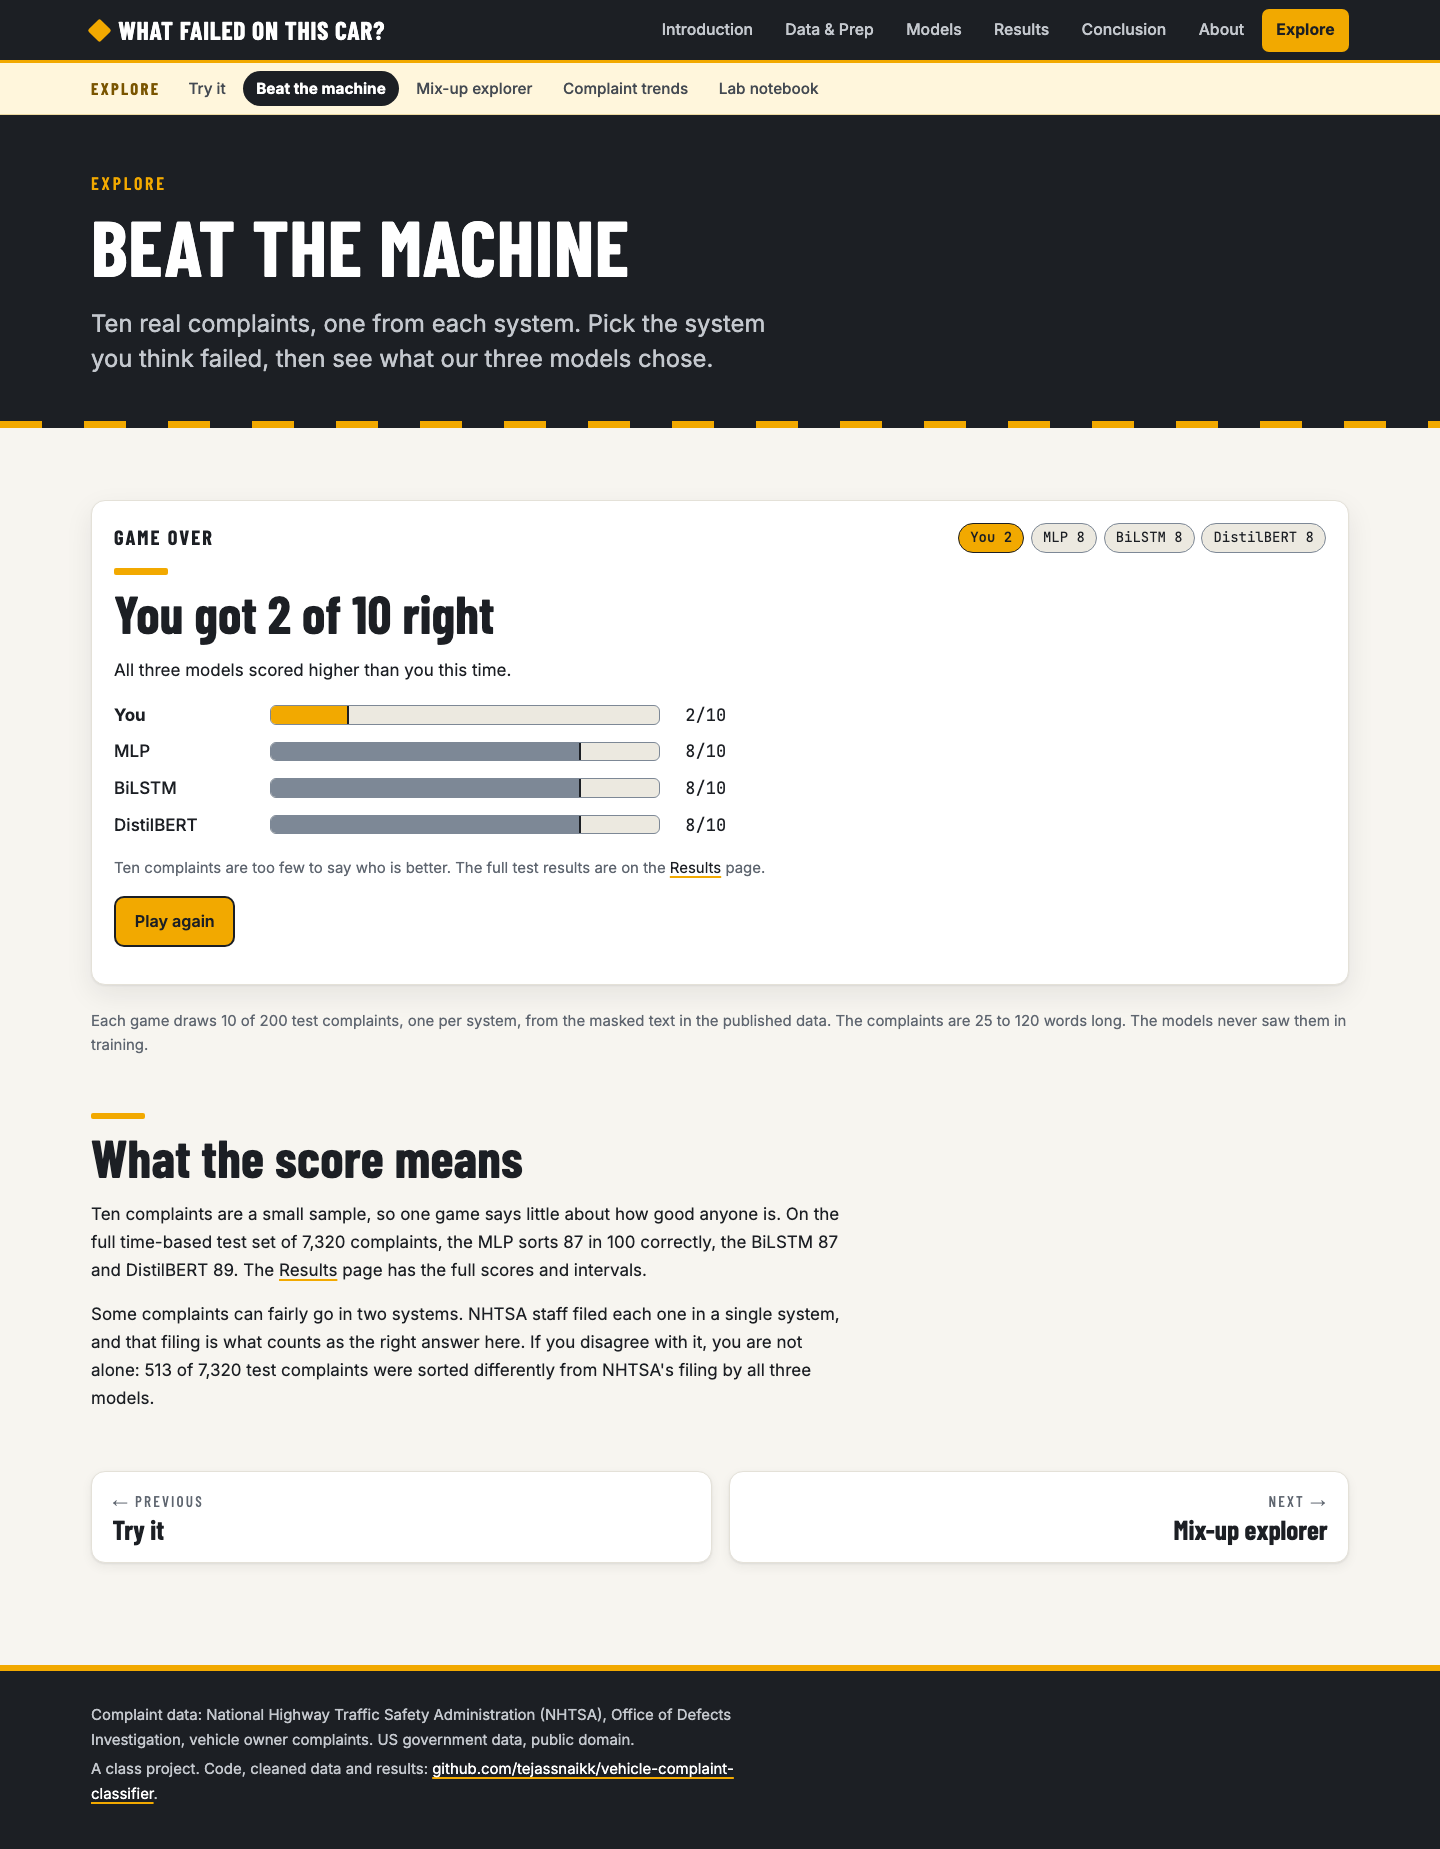 WHAT FAILED ON THIS CAR?
Introduction Data & Prep Models Results Conclusion About Explore
EXPLORE Try it Beat the machine Mix-up explorer Complaint trends Lab notebook
EXPLORE
BEAT THE MACHINE
Ten real complaints, one from each system. Pick the system
you think failed, then see what our three models chose.
GAME OVER
You 2 MLP 8 BiLSTM 8 DistilBERT 8
You got 2 of 10 right
All three models scored higher than you this time.
You 2/10
MLP 8/10
BiLSTM 8/10
DistilBERT 8/10
Ten complaints are too few to say who is better. The full test results are on the Results page.
Play again
Each game draws 10 of 200 test complaints, one per system, from the masked text in the published data. The complaints are 25 to 120 words long. The models never saw them in
training.
What the score means
Ten complaints are a small sample, so one game says little about how good anyone is. On the
full time-based test set of 7,320 complaints, the MLP sorts 87 in 100 correctly, the BiLSTM 87
and DistilBERT 89. The Results page has the full scores and intervals.
Some complaints can fairly go in two systems. NHTSA staff filed each one in a single system,
and that filing is what counts as the right answer here. If you disagree with it, you are not
alone: 513 of 7,320 test complaints were sorted differently from NHTSA's filing by all three
models.
← PREVIOUS
Try it
NEXT →
Mix-up explorer
Complaint data: National Highway Traffic Safety Administration (NHTSA), Office of Defects
Investigation, vehicle owner complaints. US government data, public domain.
A class project. Code, cleaned data and results: github.com/tejassnaikk/vehicle-complaint-
classifier.